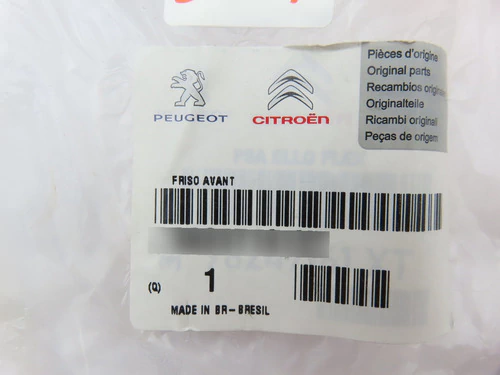 PEUGEOT
CITROËN
Pièces d'origine
Original parts
Recambios origin
Originalteile
Ricambi original
Peças de origem
FRISO AVANT
(Q) 1
MADE IN BR-BRESIL